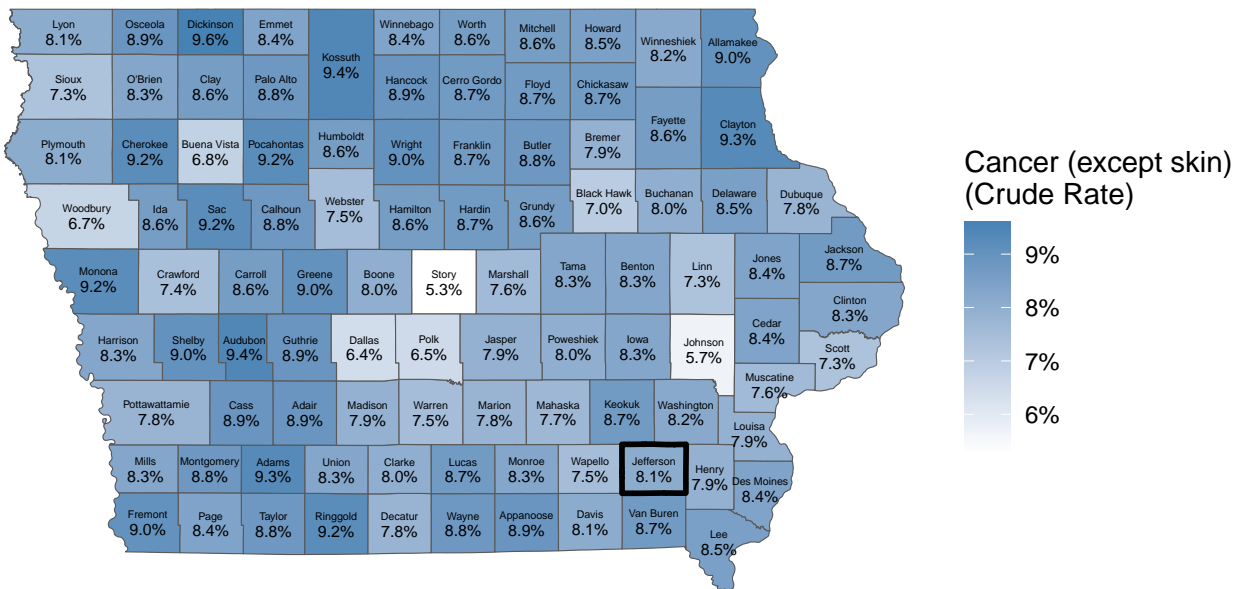 Lyon
8.1%
Osceola
8.9%
Dickinson
9.6%
Emmet
8.4%
Kossuth
9.4%
Winnebago
8.4%
Worth
8.6%
Mitchell
8.6%
Howard
8.5%
Winneshiek
8.2%
Allamakee
9.0%
Sioux
7.3%
O'Brien
8.3%
Clay
8.6%
Palo Alto
8.8%
Hancock
8.9%
Cerro Gordo
8.7%
Floyd
8.7%
Chickasaw
8.7%
Fayette
8.6%
Clayton
9.3%
Plymouth
8.1%
Cherokee
9.2%
Buena Vista
6.8%
Pocahontas
9.2%
Humboldt
8.6%
Wright
9.0%
Franklin
8.7%
Butler
8.8%
Bremer
7.9%
Woodbury
6.7%
Ida
8.6%
Sac
9.2%
Calhoun
8.8%
Webster
7.5%
Hamilton
8.6%
Hardin
8.7%
Grundy
8.6%
Black Hawk
7.0%
Buchanan
8.0%
Delaware
8.5%
Dubuque
7.8%
Monona
9.2%
Crawford
7.4%
Carroll
8.6%
Greene
9.0%
Boone
8.0%
Story
5.3%
Marshall
7.6%
Tama
8.3%
Benton
8.3%
Linn
7.3%
Jones
8.4%
Jackson
8.7%
Clinton
8.3%
Harrison
8.3%
Shelby
9.0%
Audubon
9.4%
Guthrie
8.9%
Dallas
6.4%
Polk
6.5%
Jasper
7.9%
Poweshiek
8.0%
Iowa
8.3%
Johnson
5.7%
Cedar
8.4%
Scott
7.3%
Muscatine
7.6%
Pottawattamie
7.8%
Cass
8.9%
Adair
8.9%
Madison
7.9%
Warren
7.5%
Marion
7.8%
Mahaska
7.7%
Keokuk
8.7%
Washington
8.2%
Louisa
7.9%
Mills
8.3%
Montgomery
8.8%
Adams
9.3%
Union
8.3%
Clarke
8.0%
Lucas
8.7%
Monroe
8.3%
Wapello
7.5%
Jefferson
8.1%
Henry
7.9%
Des Moines
8.4%
Fremont
9.0%
Page
8.4%
Taylor
8.8%
Ringgold
9.2%
Decatur
7.8%
Wayne
8.8%
Appanoose
8.9%
Davis
8.1%
Van Buren
8.7%
Lee
8.5%
Cancer (except skin)
(Crude Rate)
9%
8%
7%
6%